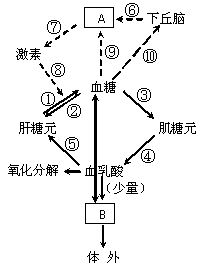 A ⑥ 下丘脑
⑦
激素
⑧ ⑨ ⑩
血糖
① ② ③
肝糖元 肌糖元
⑤ ④
氧化分解 血乳酸
(少量)
B
体 外